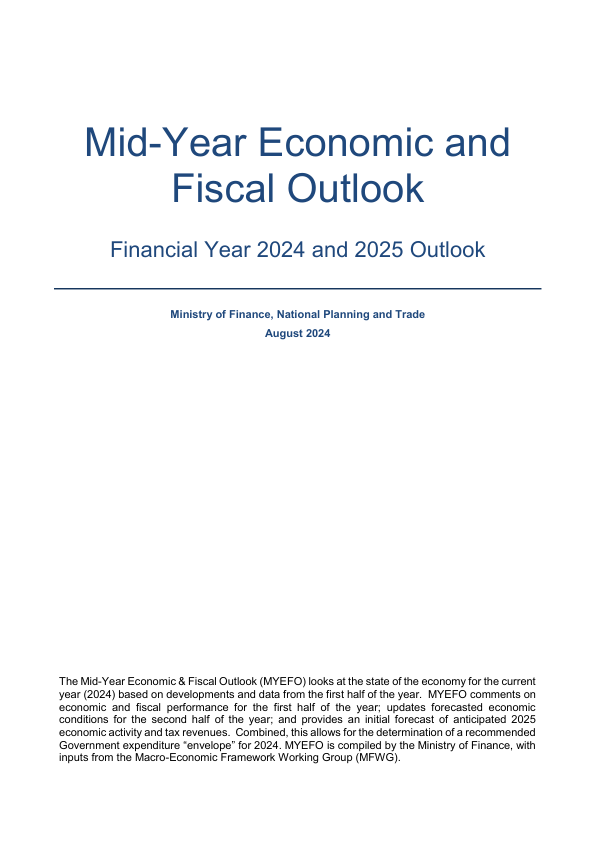 Mid-Year Economic and
Fiscal Outlook
Financial Year 2024 and 2025 Outlook
Ministry of Finance, National Planning and Trade
August 2024
The Mid-Year Economic & Fiscal Outlook (MYEFO) looks at the state of the economy for the current
year (2024) based on developments and data from the first half of the year.  MYEFO comments on
economic and fiscal performance for the first half of the year; updates forecasted economic
conditions for the second half of the year; and provides an initial forecast of anticipated 2025
economic activity and tax revenues.  Combined, this allows for the determination of a recommended
Government expenditure “envelope” for 2024. MYEFO is compiled by the Ministry of Finance, with
inputs from the Macro-Economic Framework Working Group (MFWG).